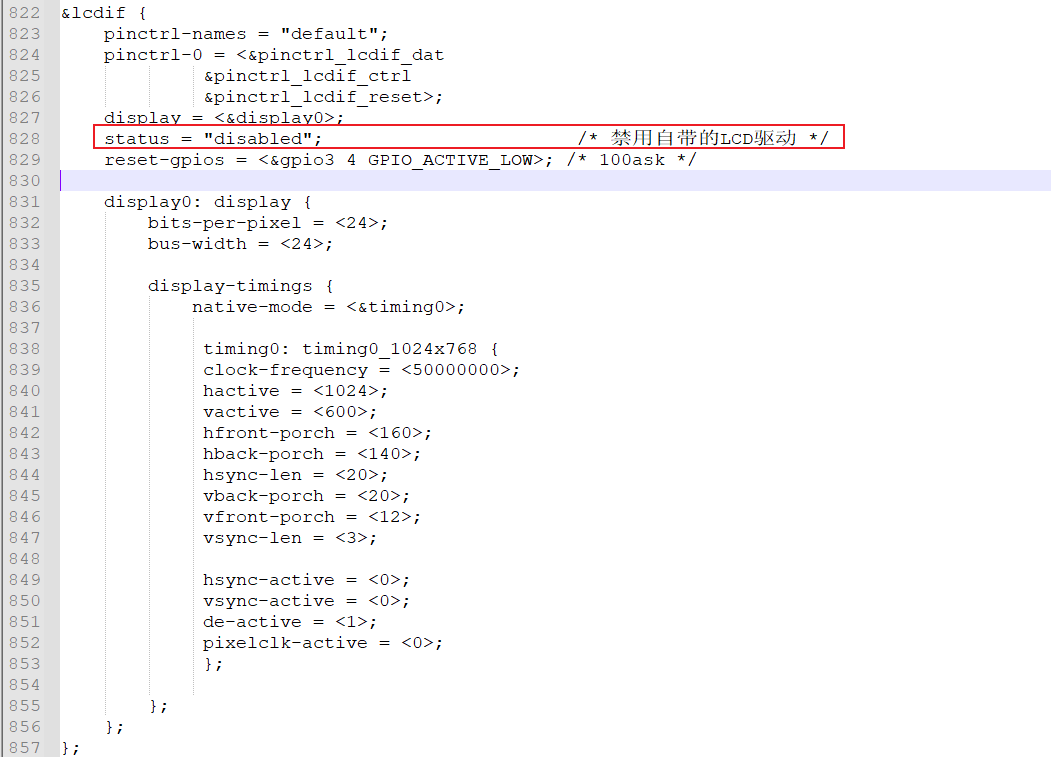 822 &lcdif {
823 pinctrl-names = "default";
824 pinctrl-0 = <&pinctrl_lcdif_dat
825 &pinctrl_lcdif_ctrl
826 &pinctrl_lcdif_reset>;
827 display = <&display0>;
828 status = "disabled"; /* 禁用自带的LCD驱动 */
829 reset-gpios = <&gpio3 4 GPIO_ACTIVE_LOW>; /* 100ask */
830
831 display0: display {
832 bits-per-pixel = <24>;
833 bus-width = <24>;
834
835 display-timings {
836 native-mode = <&timing0>;
837
838 timing0: timing0_1024x768 {
839 clock-frequency = <50000000>;
840 hactive = <1024>;
841 vactive = <600>;
842 hfront-porch = <160>;
843 hback-porch = <140>;
844 hsync-len = <20>;
845 vback-porch = <20>;
846 vfront-porch = <12>;
847 vsync-len = <3>;
848
849 hsync-active = <0>;
850 vsync-active = <0>;
851 de-active = <1>;
852 pixelclk-active = <0>;
853 };
854
855 };
856 };
857 };